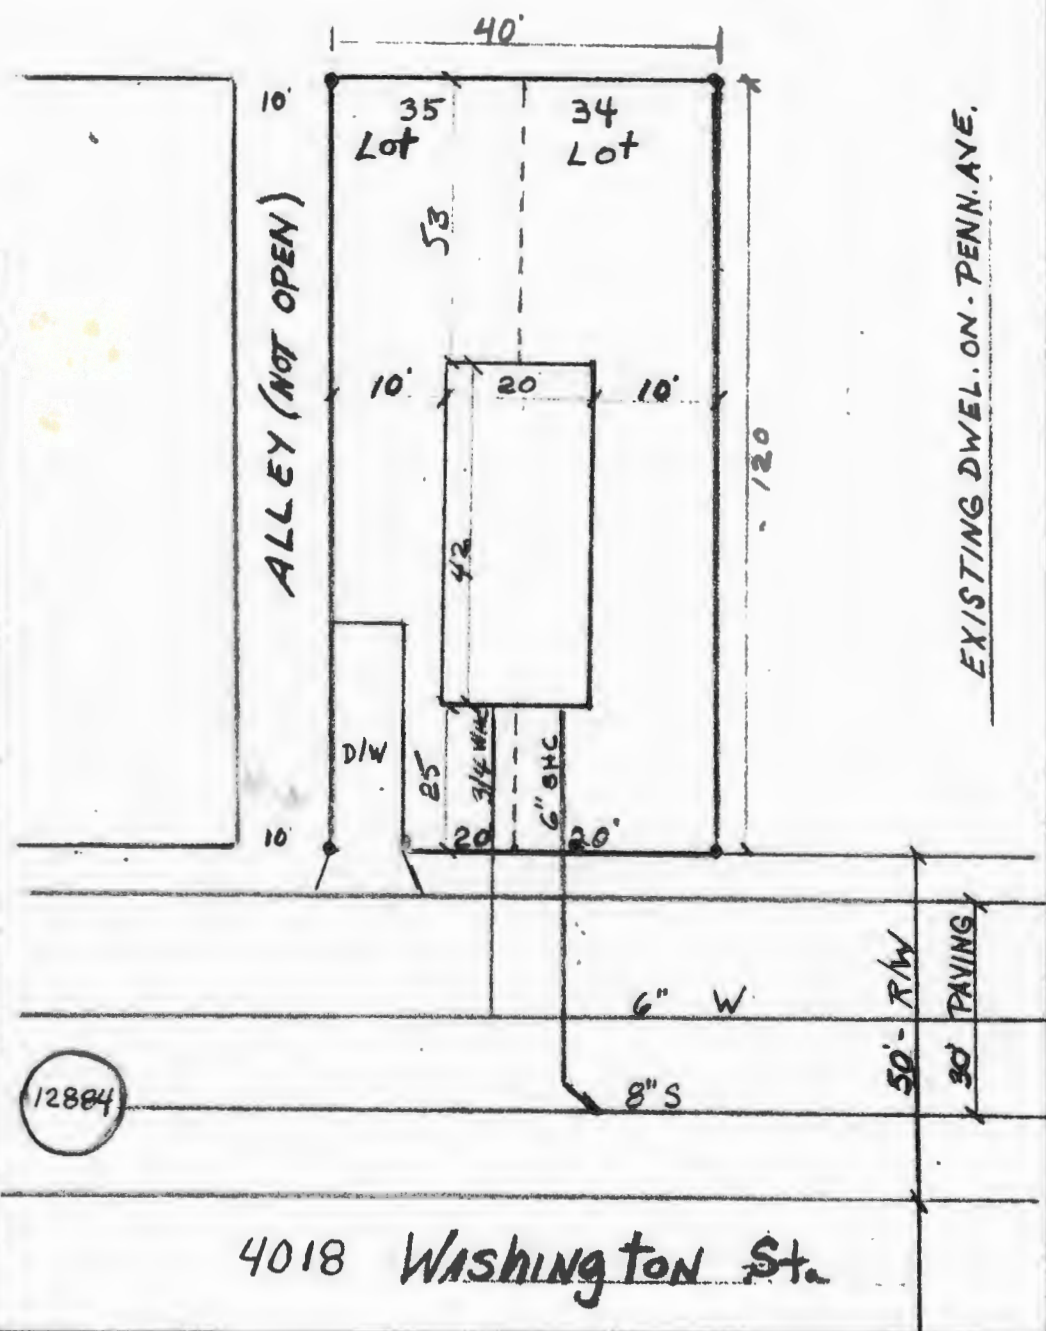 40'
10'
35
Lot
34
Lot
53
ALLEY (NOT OPEN)
EXISTING DWEL. ON. PENN. AVE.
10'
20
10'
120
42
D/W
25
3/4
6" SHC
10'
20
20'
6" W
50' - R/W
30' PAVING
12884
8" S
4018 Washington St.